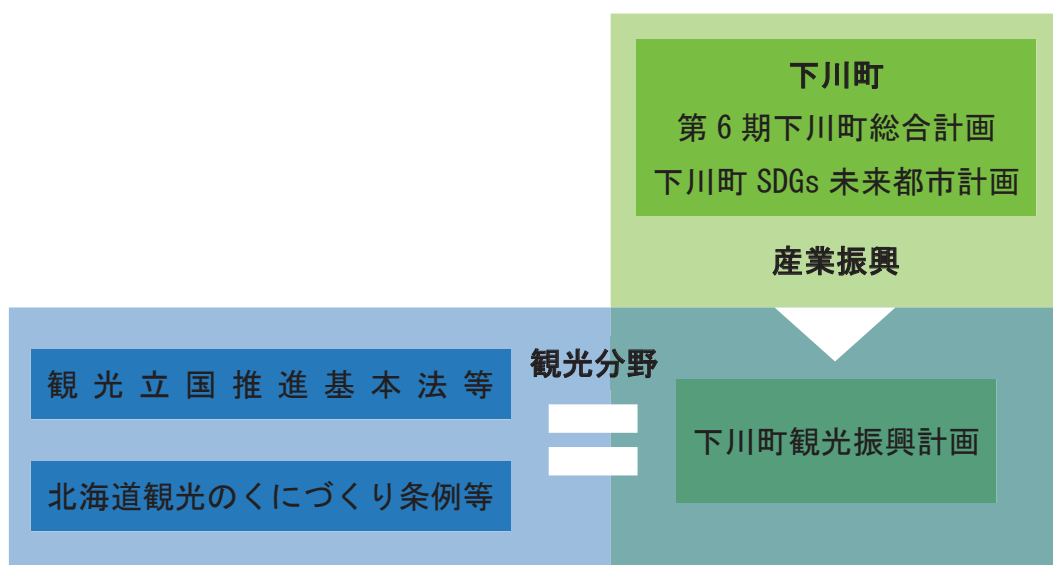 下川町
第6期下川町総合計画
下川町 SDGs 未来都市計画
産業振興
観光分野
観光立国推進基本法等
北海道観光のくにづくり条例等
下川町観光振興計画